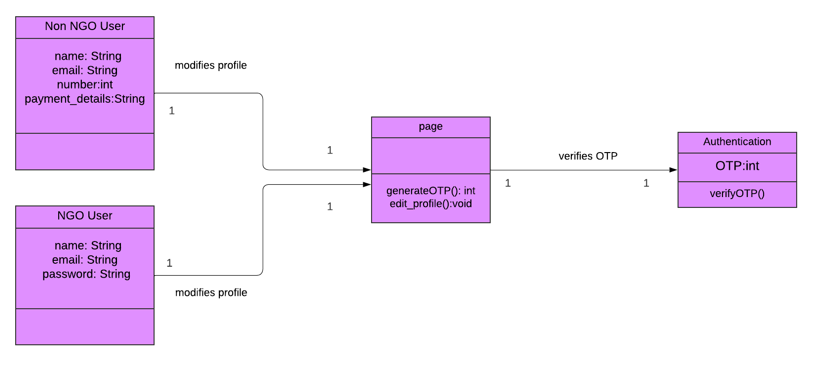 Non NGO User
name: String
email: String
number:int
payment_details:String
modifies profile
1
1
page
generateOTP(): int
edit_profile():void
verifies OTP
1
1
Authentication
OTP:int
verifyOTP()
NGO User
name: String
email: String
password: String
1
1
modifies profile